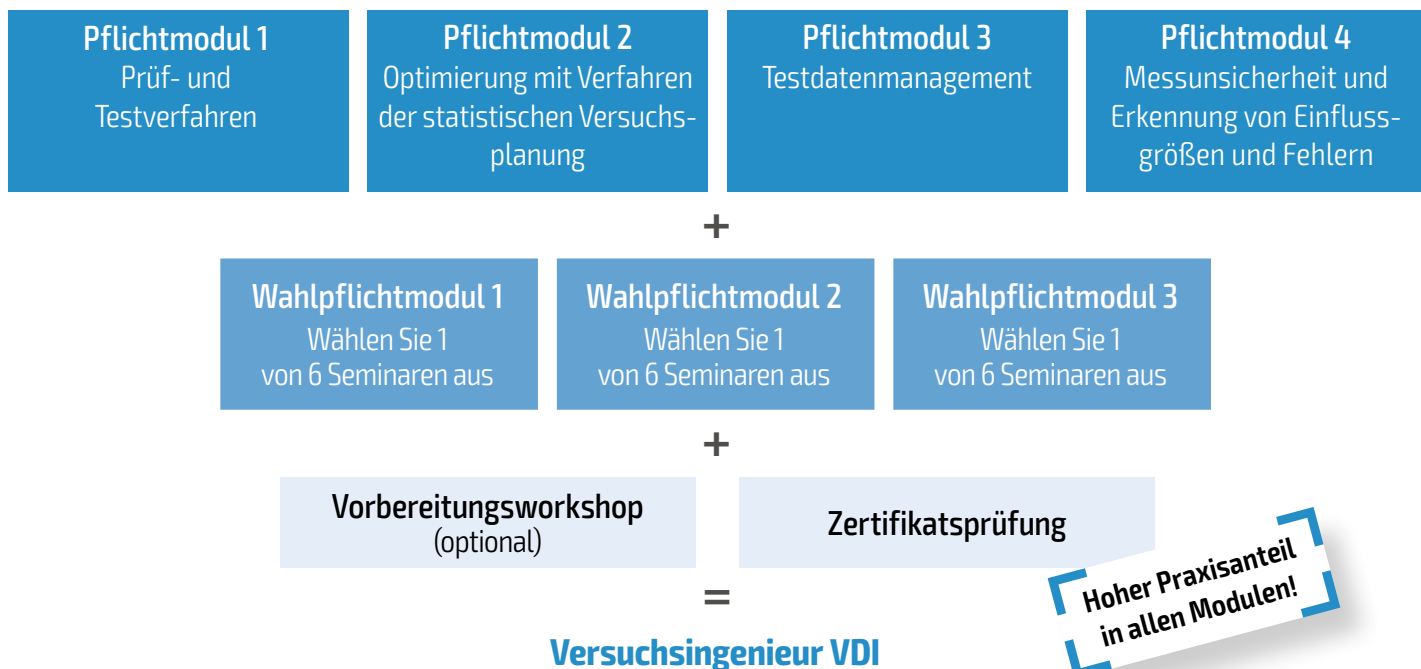 Pflichtmodul 1
Prüf- und
Testverfahren
Pflichtmodul 2
Optimierung mit Verfahren
der statistischen Versuchs-
planung
Pflichtmodul 3
Testdatenmanagement
Pflichtmodul 4
Messunsicherheit und
Erkennung von Einfluss-
größen und Fehlern
+
Wahlpflichtmodul 1
Wählen Sie 1
von 6 Seminaren aus
Wahlpflichtmodul 2
Wählen Sie 1
von 6 Seminaren aus
Wahlpflichtmodul 3
Wählen Sie 1
von 6 Seminaren aus
+
Vorbereitungsworkshop
(optional)
Zertifikatsprüfung
=
Versuchsingenieur VDI
Hoher Praxisanteil
in allen Modulen!